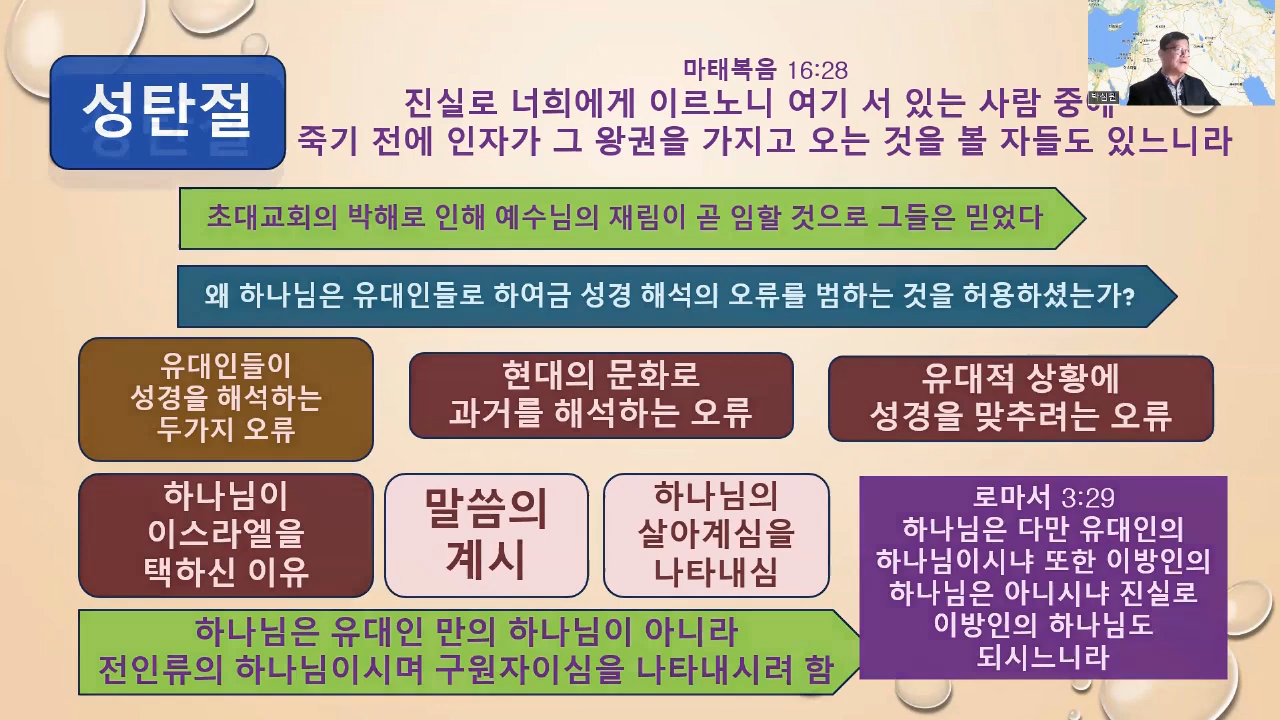 성탄절
마태복음 16:28
진실로 너희에게 이르노니 여기 서 있는 사람 중에
죽기 전에 인자가 그 왕권을 가지고 오는 것을 볼 자들도 있느니라
초대교회의 박해로 인해 예수님의 재림이 곧 임할 것으로 그들은 믿었다
왜 하나님은 유대인들로 하여금 성경 해석의 오류를 범하는 것을 허용하셨는가?
유대인들이
성경을 해석하는
두가지 오류
현대의 문화로
과거를 해석하는 오류
유대적 상황에
성경을 맞추려는 오류
하나님이
이스라엘을
택하신 이유
말씀의
계시
하나님의
살아계심을
나타내심
로마서 3:29
하나님은 다만 유대인의
하나님이시냐 또한 이방인의
하나님은 아니시냐 진실로
이방인의 하나님도
되시느니라
하나님은 유대인 만의 하나님이 아니라
전인류의 하나님이시며 구원자이심을 나타내시려 함